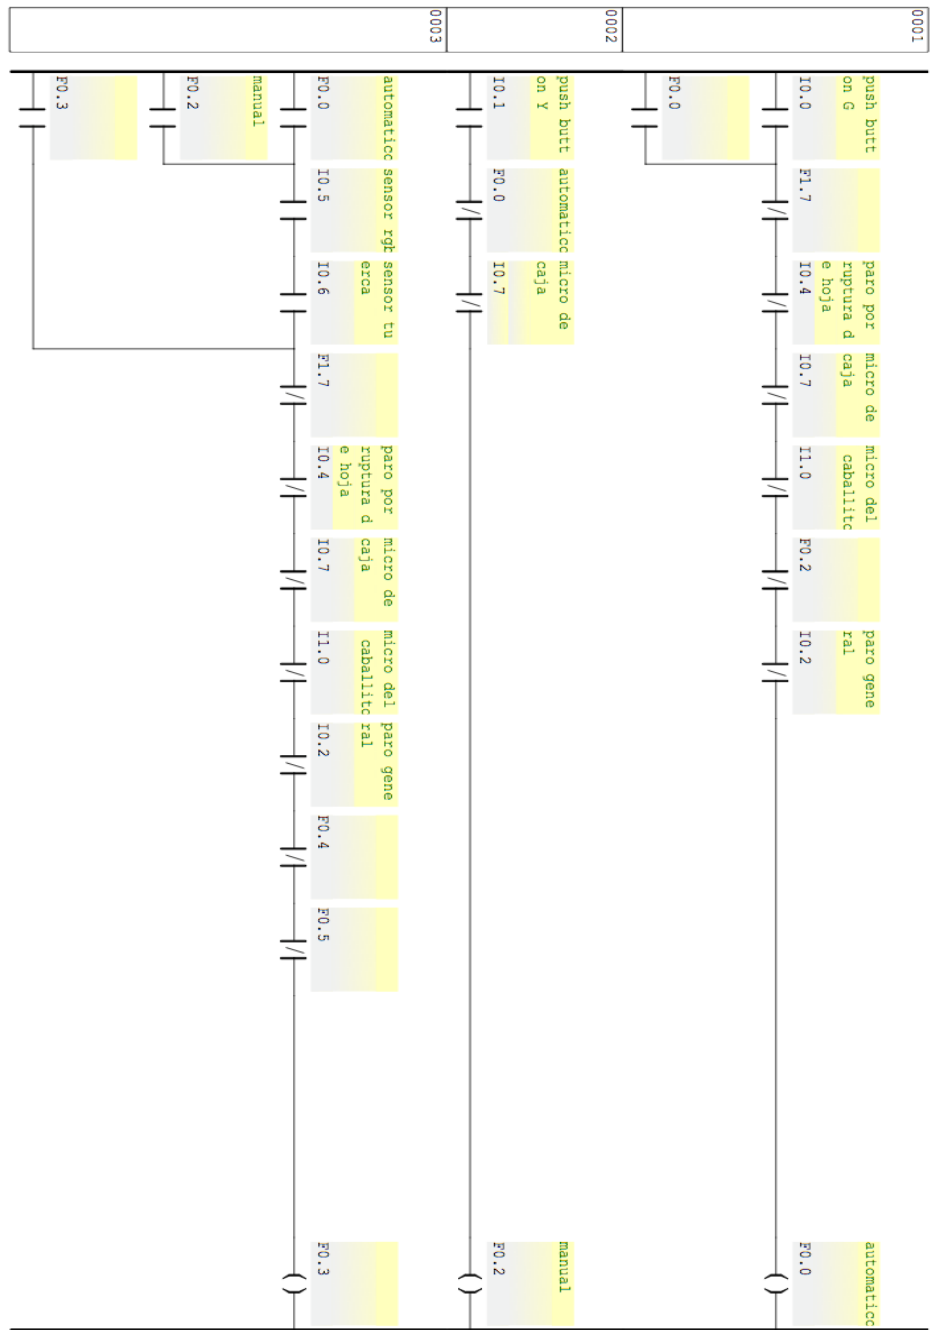 0001
push butt
on G
I0.0
F1.7
paro por
ruptura d
e hoja
I0.4
micro de
caja
I0.7
micro del
caballito
I1.0
F0.2
paro gene
ral
I0.2
automatico
F0.0
F0.0
0002
push butt
on Y
I0.1
automatico
F0.0
micro de
caja
I0.7
manual
F0.2
0003
automatico
F0.0
sensor rgb
I0.5
sensor tu
erca
I0.6
F1.7
paro por
ruptura d
e hoja
I0.4
micro de
caja
I0.7
micro del
caballito
I1.0
paro gene
ral
I0.2
F0.4
F0.5
F0.3
manual
F0.2
F0.3